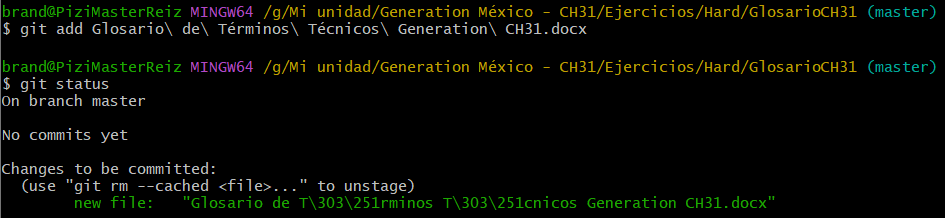 brand@PiziMasterReiz MINGW64 /g/Mi unidad/Generation México - CH31/Ejercicios/Hard/GlosarioCH31 (master)
$ git add Glosario\ de\ Términos\ Técnicos\ Generation\ CH31.docx
brand@PiziMasterReiz MINGW64 /g/Mi unidad/Generation México - CH31/Ejercicios/Hard/GlosarioCH31 (master)
$ git status
On branch master
No commits yet
Changes to be committed:
(use "git rm --cached <file>..." to unstage)
new file:   "Glosario de T\303\251rminos T\303\251cnicos Generation CH31.docx"